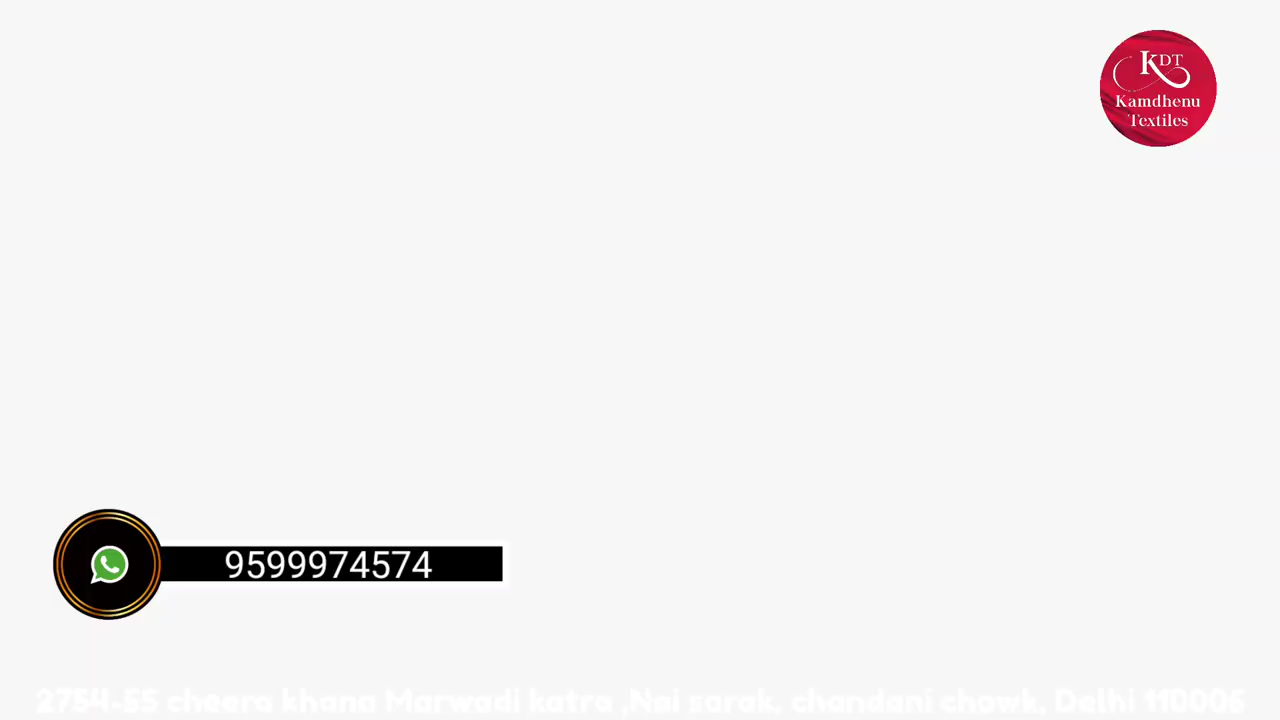 KDT
Kamdhenu
Textiles
9599974574
2754-55 cheera khana Marwadi katra ,Nai sarak, chandani chowk, Delhi 110006